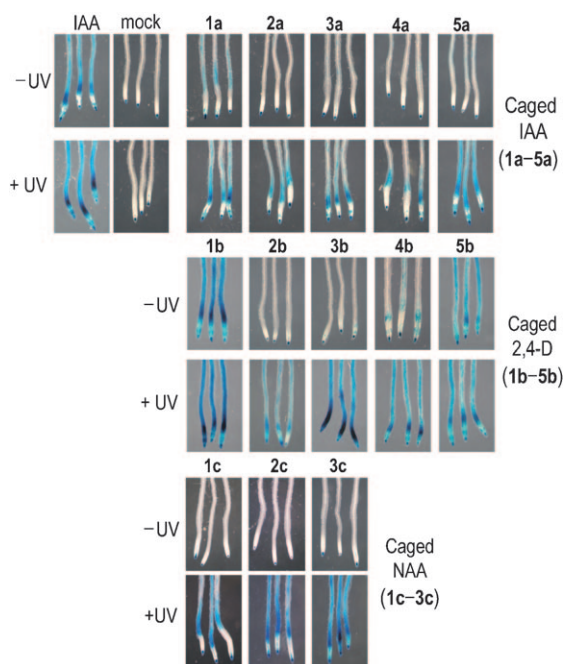 IAA mock 1a 2a 3a 4a 5a
−UV
+ UV
Caged
IAA
(1a−5a)
1b 2b 3b 4b 5b
−UV
+ UV
Caged
2,4-D
(1b−5b)
1c 2c 3c
−UV
+UV
Caged
NAA
(1c−3c)